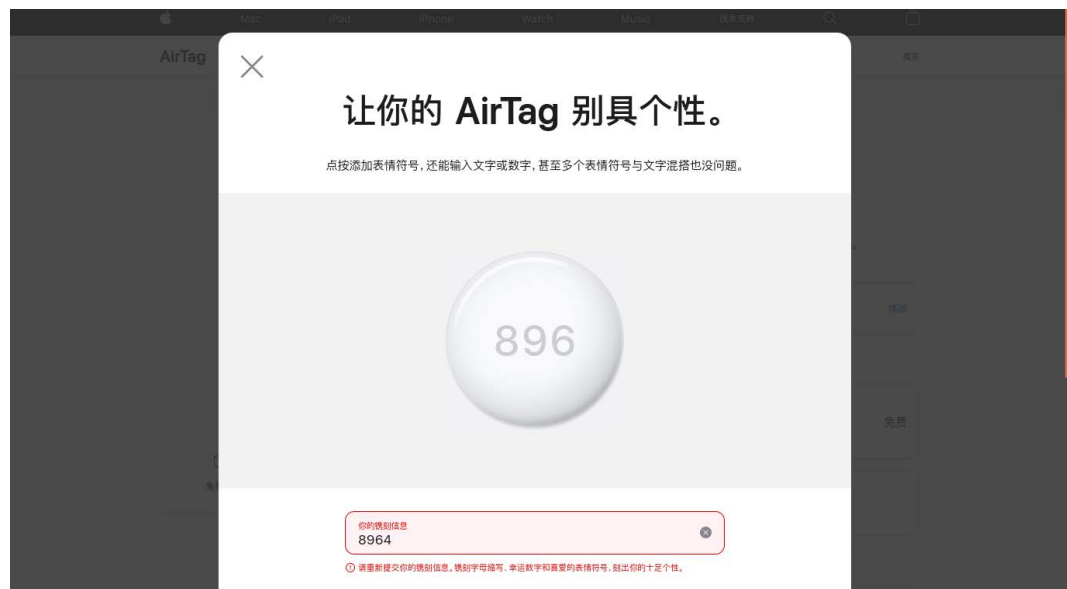 Mac iPad iPhone Watch Music 技术支持
AirTag
概览
让你的 AirTag 别具个性。
点按添加表情符号,还能输入文字或数字,甚至多个表情符号与文字混搭也没问题。
896
免费
你的镌刻信息
8964
请重新提交你的镌刻信息。镌刻字母缩写、幸运数字和喜爱的表情符号,刻出你的十足个性。